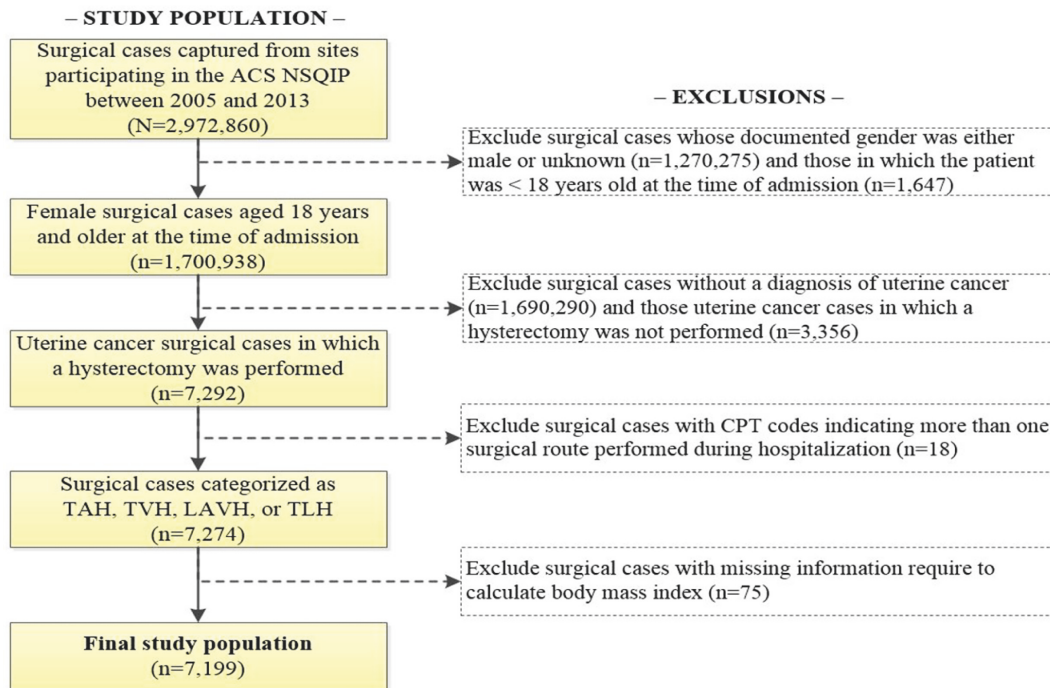 – STUDY POPULATION –
Surgical cases captured from sites
participating in the ACS NSQIP
between 2005 and 2013
(N=2,972,860)
– EXCLUSIONS –
Exclude surgical cases whose documented gender was either
male or unknown (n=1,270,275) and those in which the patient
was < 18 years old at the time of admission (n=1,647)
Female surgical cases aged 18 years
and older at the time of admission
(n=1,700,938)
Exclude surgical cases without a diagnosis of uterine cancer
(n=1,690,290) and those uterine cancer cases in which a
hysterectomy was not performed (n=3,356)
Uterine cancer surgical cases in which
a hysterectomy was performed
(n=7,292)
Exclude surgical cases with CPT codes indicating more than one
surgical route performed during hospitalization (n=18)
Surgical cases categorized as
TAH, TVH, LAVH, or TLH
(n=7,274)
Exclude surgical cases with missing information require to
calculate body mass index (n=75)
Final study population
(n=7,199)